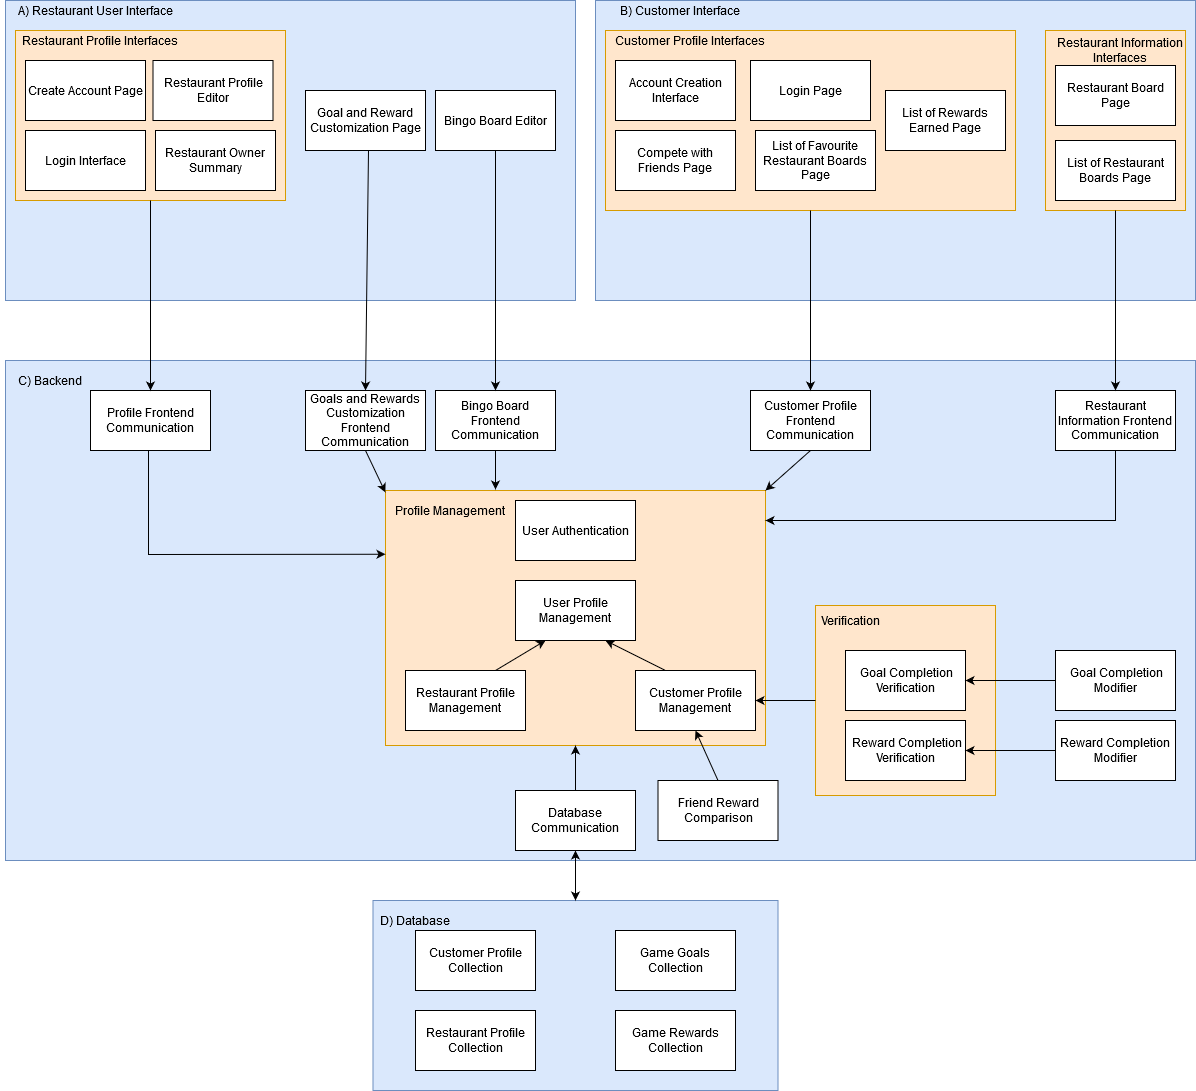 A) Restaurant User Interface
Restaurant Profile Interfaces
Create Account Page
Restaurant Profile
Editor
Login Interface
Restaurant Owner
Summary
Goal and Reward
Customization Page
Bingo Board Editor
B) Customer Interface
Customer Profile Interfaces
Account Creation
Interface
Login Page
List of Rewards
Earned Page
Compete with
Friends Page
List of Favourite
Restaurant Boards
Page
Restaurant Information
Interfaces
Restaurant Board
Page
List of Restaurant
Boards Page
C) Backend
Profile Frontend
Communication
Goals and Rewards
Customization
Frontend
Communication
Bingo Board
Frontend
Communication
Customer Profile
Frontend
Communication
Restaurant
Information Frontend
Communication
Profile Management
User Authentication
User Profile
Management
Restaurant Profile
Management
Customer Profile
Management
Verification
Goal Completion
Verification
Goal Completion
Modifier
Reward Completion
Verification
Reward Completion
Modifier
Database
Communication
Friend Reward
Comparison
D) Database
Customer Profile
Collection
Game Goals
Collection
Restaurant Profile
Collection
Game Rewards
Collection